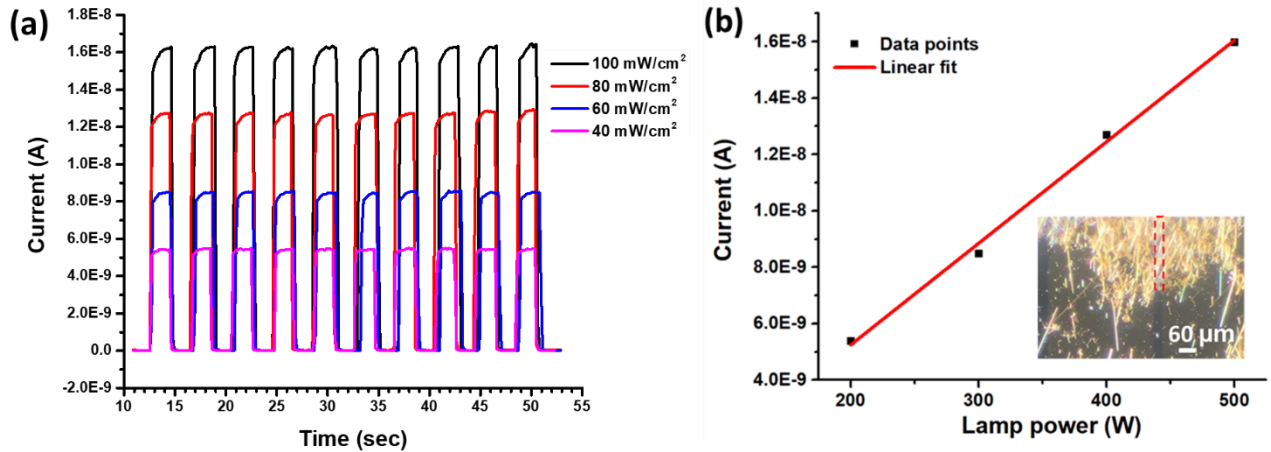 (a)
1.8E-8
1.6E-8
1.4E-8
1.2E-8
1.0E-8
8.0E-9
6.0E-9
4.0E-9
2.0E-9
0.0
-2.0E-9
Current (A)
10 15 20 25 30 35 40 45 50 55
Time (sec)
100 mW/cm²
80 mW/cm²
60 mW/cm²
40 mW/cm²
(b)
1.6E-8
1.4E-8
1.2E-8
1.0E-8
8.0E-9
6.0E-9
4.0E-9
Current (A)
Data points
Linear fit
60 μm
200 300 400 500
Lamp power (W)